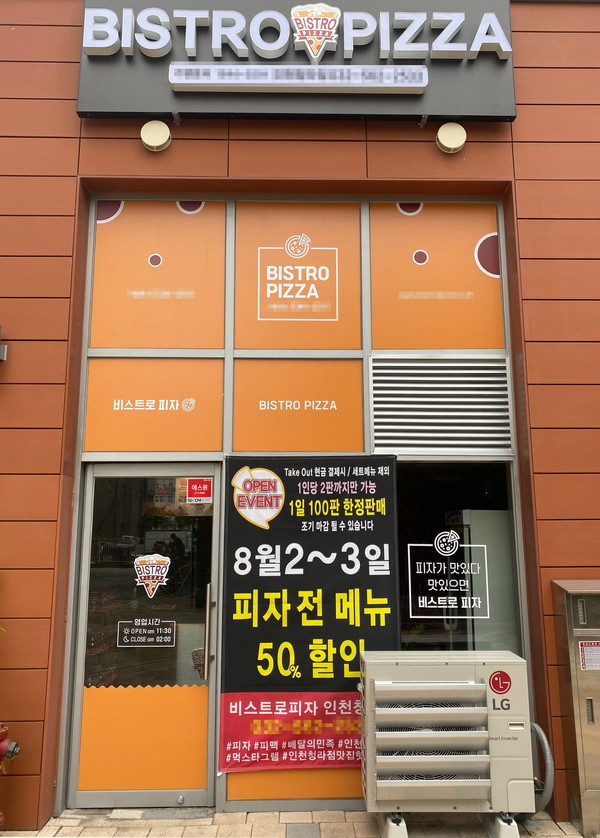 BISTRO PIZZA
BISTRO
PIZZA
BISTRO
PIZZA
비스트로 피자
BISTRO PIZZA
에스원
OPEN
EVENT
Take Out 현금 결제시 / 세트메뉴 제외
1인당 2판까지만 가능
1일 100판 한정판매
조기 마감 될 수 있습니다
8월2~3일
피자전 메뉴
50% 할인
비스트로피자 인천청
#피자 #피맥 #배달의민족 #인천
#먹스타그램 #인천청라점맛집
BISTRO
PIZZA
영업시간
OPEN am 11:30
CLOSE am 02:00
피자가 맛있다
맛있으면
비스트로 피자
LG
Smart Inverter